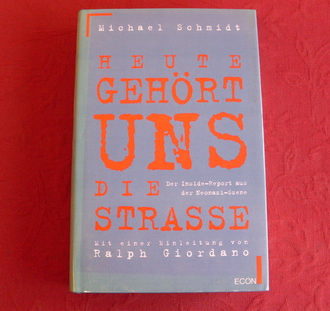 Michael Schmidt
HEUTE
GEHÖRT
UNS
DIE
Der Inside-Report aus
der Neonazi-Szene
STRASSE
Mit einer Einleitung von
Ralph Giordano
ECON